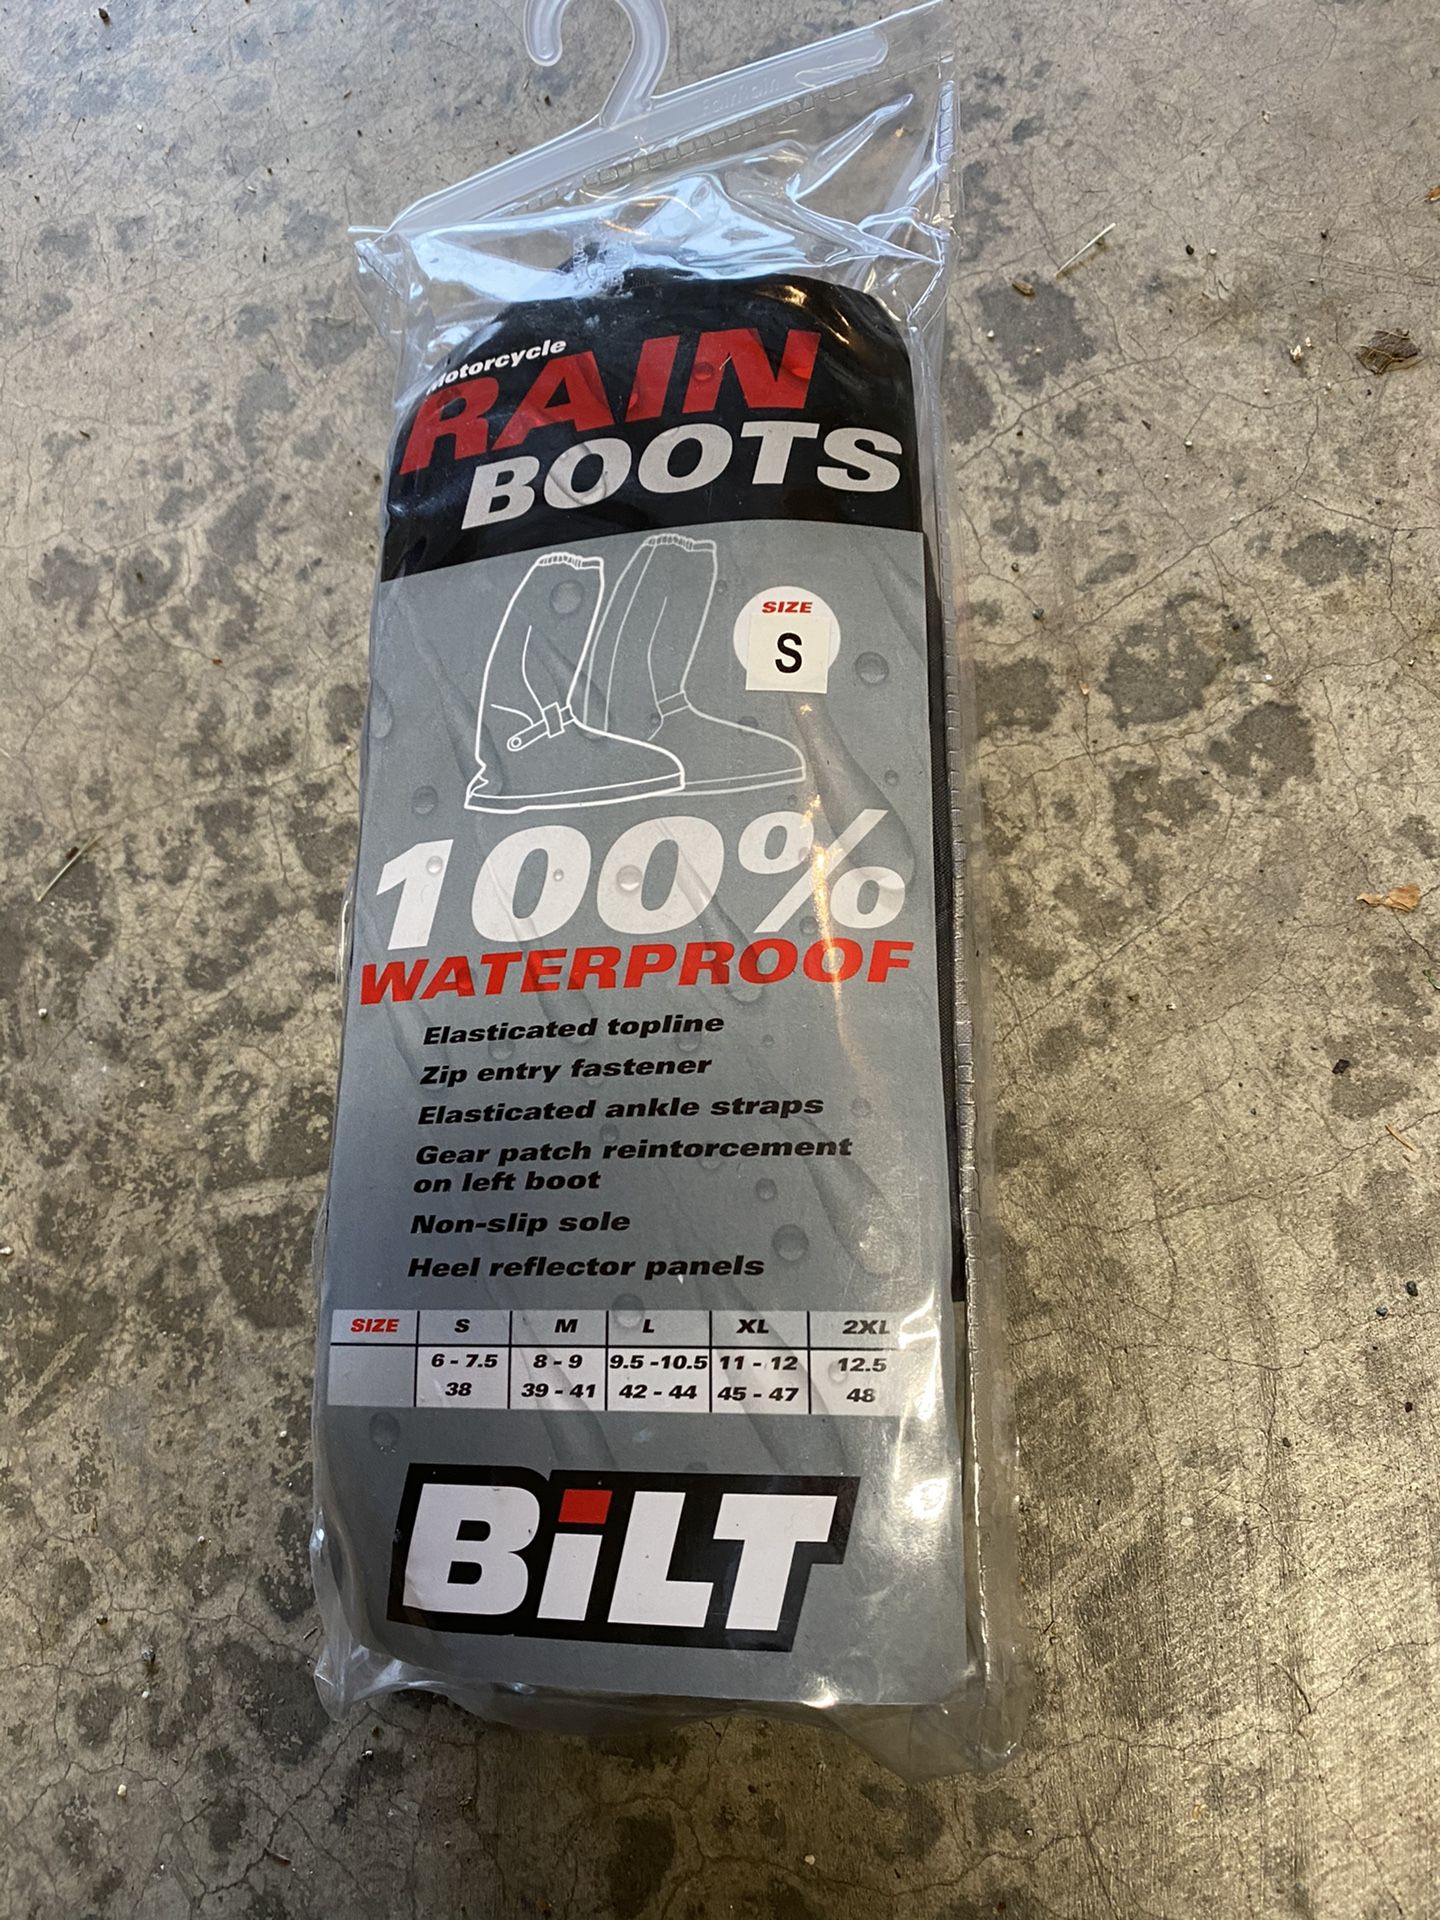 Motorcycle
RAIN
BOOTS
SIZE
S
100%
WATERPROOF
Elasticated topline
Zip entry fastener
Elasticated ankle straps
Gear patch reintorcement
on left boot
Non-slip sole
Heel reflector panels
SIZE S M L XL 2XL
6 - 7.5 8 - 9 9.5 -10.5 11 - 12 12.5
38 39 - 41 42 - 44 45 - 47 48
BiLT